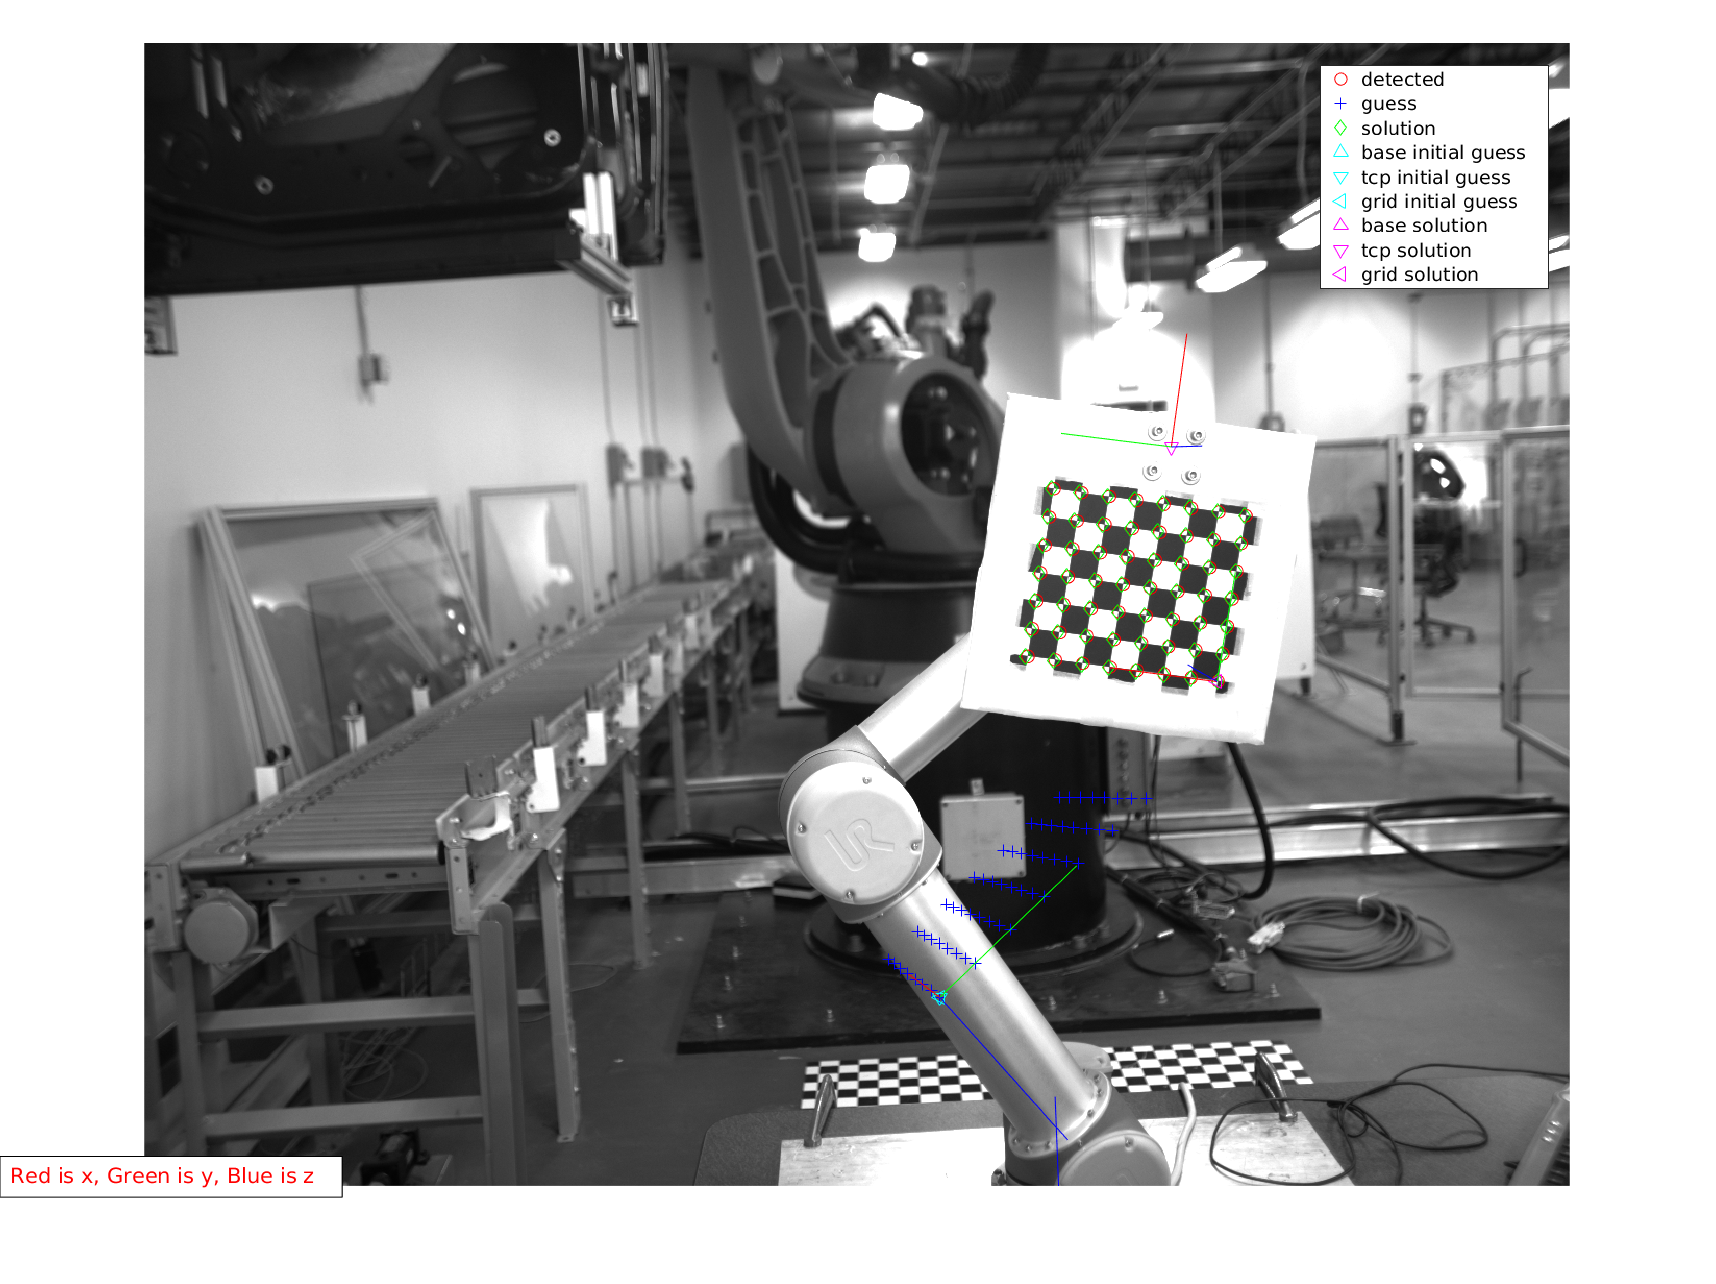 detected
guess
solution
base initial guess
tcp initial guess
grid initial guess
base solution
tcp solution
grid solution
UR
Red is x, Green is y, Blue is z